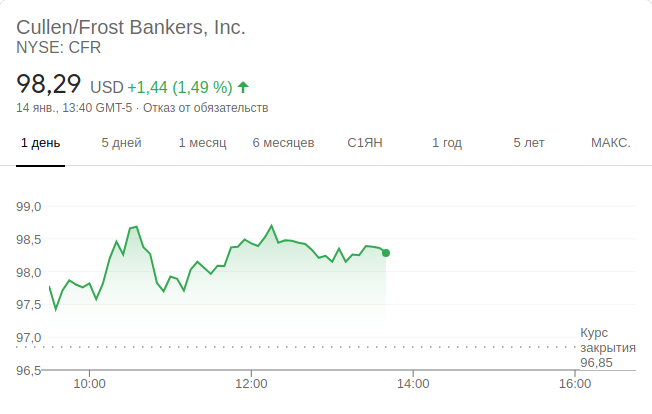 Cullen/Frost Bankers, Inc.
NYSE: CFR
98,29 USD +1,44 (1,49 %)
14 янв., 13:40 GMT-5 · Отказ от обязательств
1 день 5 дней 1 месяц 6 месяцев С1ЯН 1 год 5 лет МАКС.
99,0
98,5
98,0
97,5
97,0
96,5
Курс
закрытия
96,85
10:00 12:00 14:00 16:00